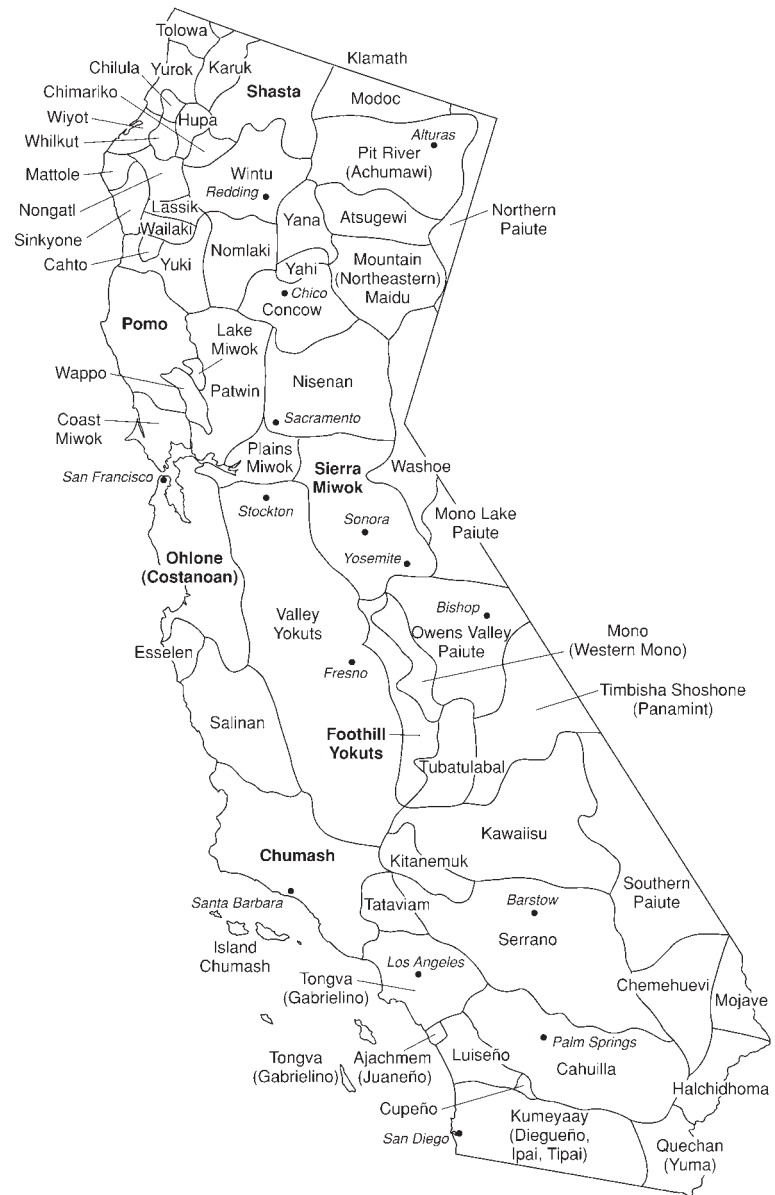 Tolowa
Klamath
Chilula
Yurok
Karuk
Chimariko
Shasta
Modoc
Wiyot
Hupa
Whilkut
Alturas
Pit River
(Achumawi)
Mattole
Wintu
Redding
Nongatl
Lassik
Yana
Atsugewi
Northern
Paiute
Sinkyone
Wailaki
Cahto
Yuki
Nomlaki
Yahi
Mountain
(Northeastern)
Maidu
Chico
Concow
Pomo
Lake
Miwok
Wappo
Patwin
Nisenan
Coast
Miwok
Sacramento
Plains
Miwok
Sierra
Miwok
Washoe
San Francisco
Stockton
Sonora
Mono Lake
Paiute
Yosemite
Ohlone
(Costanoan)
Valley
Yokuts
Bishop
Owens Valley
Paiute
Mono
(Western Mono)
Esselen
Fresno
Timbisha Shoshone
(Panamint)
Salinan
Foothill
Yokuts
Tubatulabal
Kawaiisu
Chumash
Kitanemuk
Southern
Paiute
Santa Barbara
Tataviam
Barstow
Serrano
Island
Chumash
Los Angeles
Tongva
(Gabrielino)
Chemehuevi
Mojave
Tongva
(Gabrielino)
Ajachmem
(Juaneño)
Luiseño
Palm Springs
Cahuilla
Halchidhoma
Cupeño
Kumeyaay
(Diegueño,
Ipai, Tipai)
San Diego
Quechan
(Yuma)